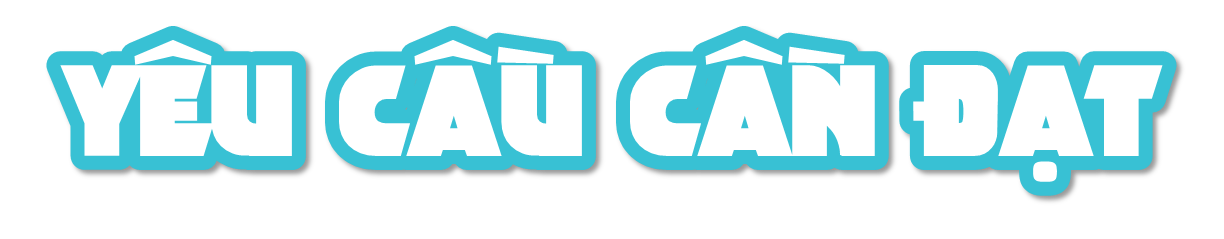 YÊU CẦU CẦN ĐẠT